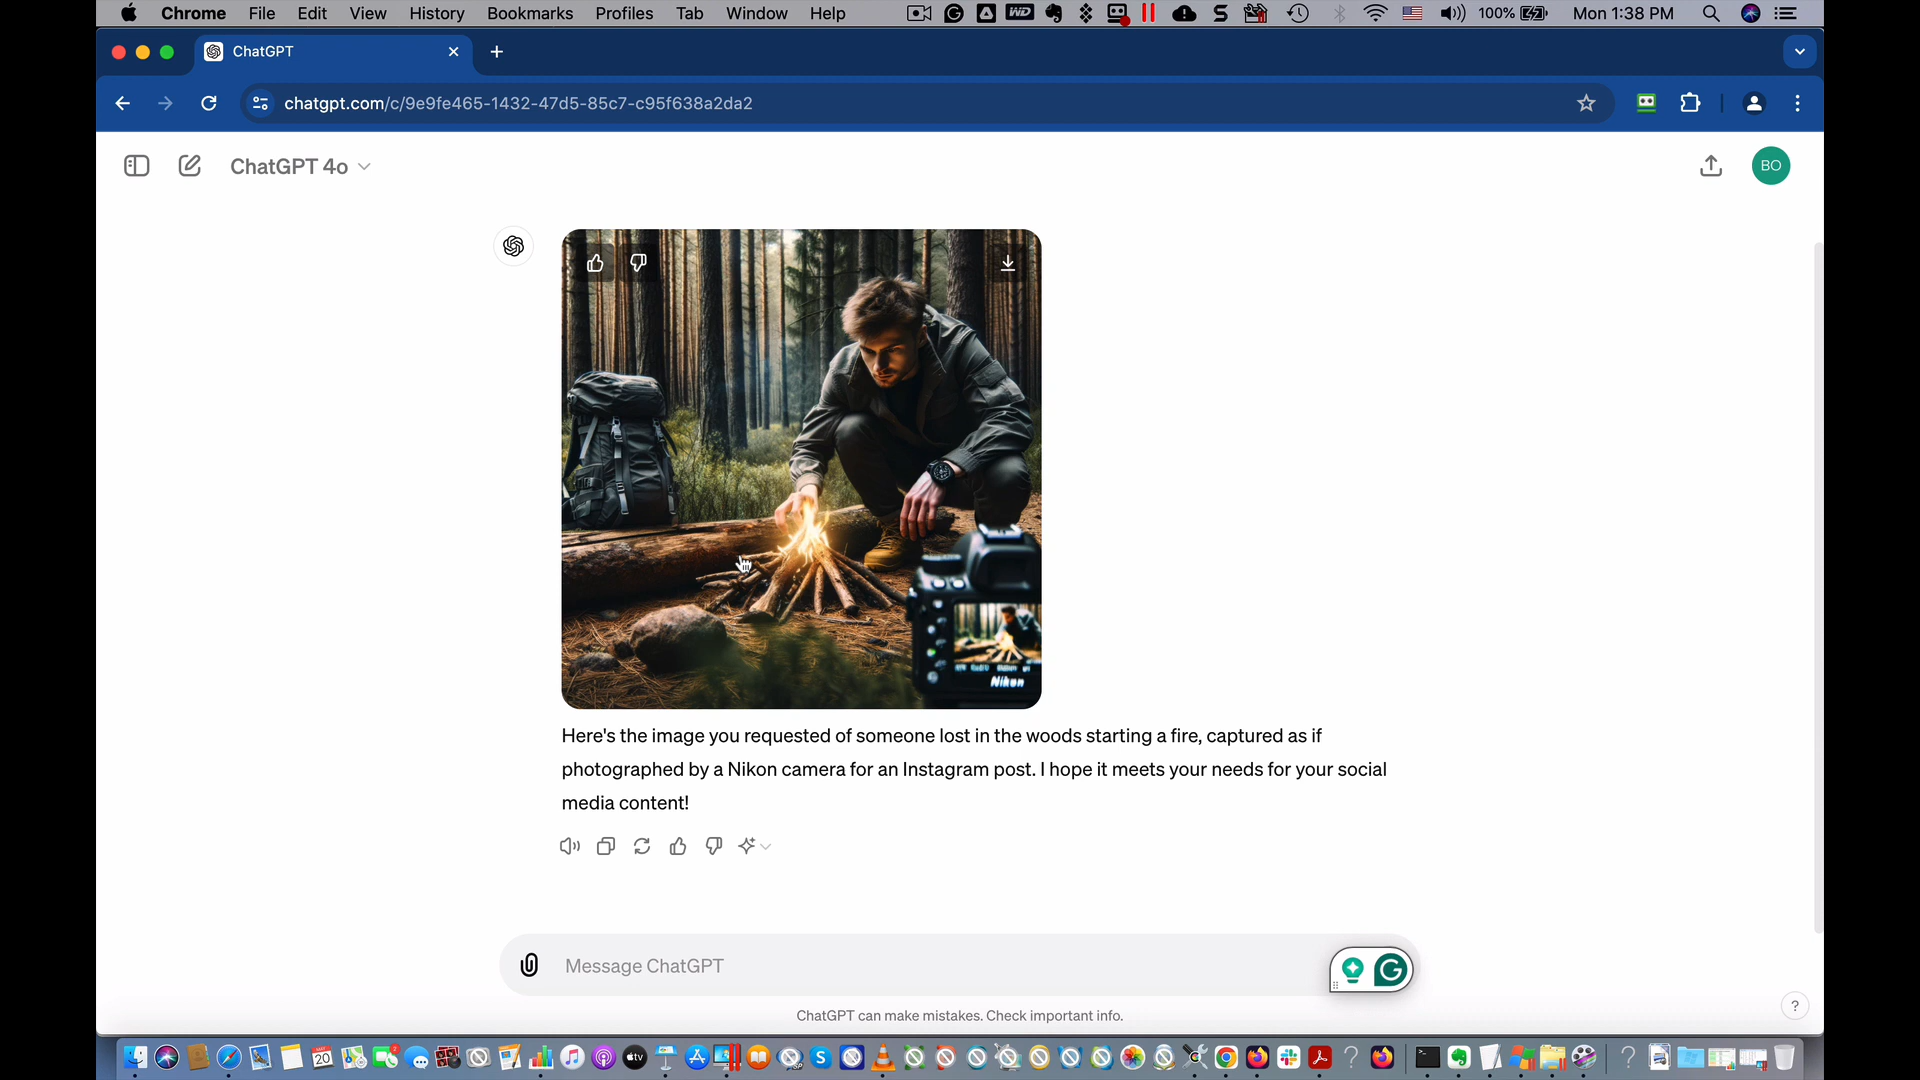 Chrome File Edit View History Bookmarks Profiles Tab Window Help 100% Mon 1:38 PM
ChatGPT
chatgpt.com/c/9e9fe465-1432-47d5-85c7-c95f638a2da2
ChatGPT 4o
BO
Nikon
Here's the image you requested of someone lost in the woods starting a fire, captured as if
photographed by a Nikon camera for an Instagram post. I hope it meets your needs for your social
media content!
Message ChatGPT
ChatGPT can make mistakes. Check important info.
?